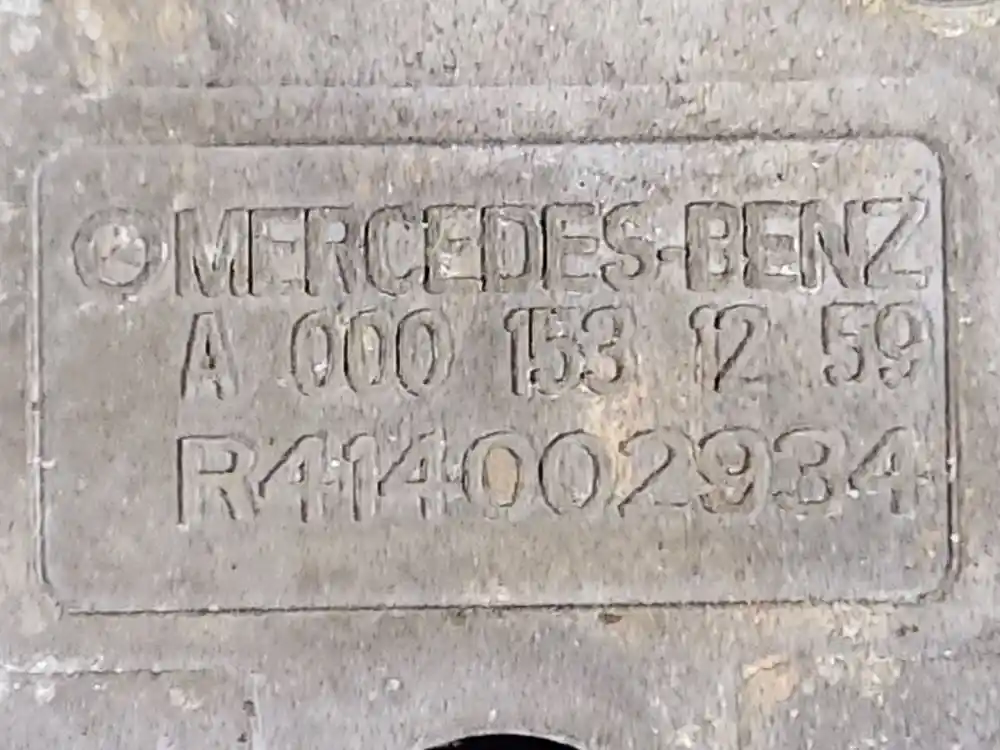 MERCEDES-BENZ
A 000 153 12 59
R414002934